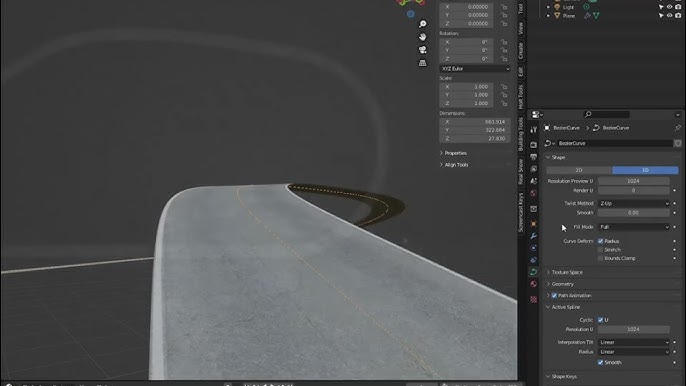 X 0.00000
Y 0.00000
Z 0.00000
Rotation:
X 0°
Y 0°
Z 0°
XYZ Euler
Scale:
X 1.000
Y 1.000
Z 1.000
Dimensions:
X 661.914
Y 322.664
Z 27.830
Properties
Align Tools
Tool
View
Create
Edit
Holt Tools
Building Tools
Real Snow
Screencast Keys
Light
Plane
BezierCurve
BezierCurve
BezierCurve
Shape
2D 3D
Resolution Preview U 1024
Render U 0
Twist Method Z-Up
Smooth 0.00
Fill Mode Full
Curve Deform Radius
Stretch
Bounds Clamp
Texture Space
Geometry
Path Animation
Active Spline
Cyclic U
Resolution U 1024
Interpolation Tilt Linear
Radius Linear
Smooth
Shape Keys